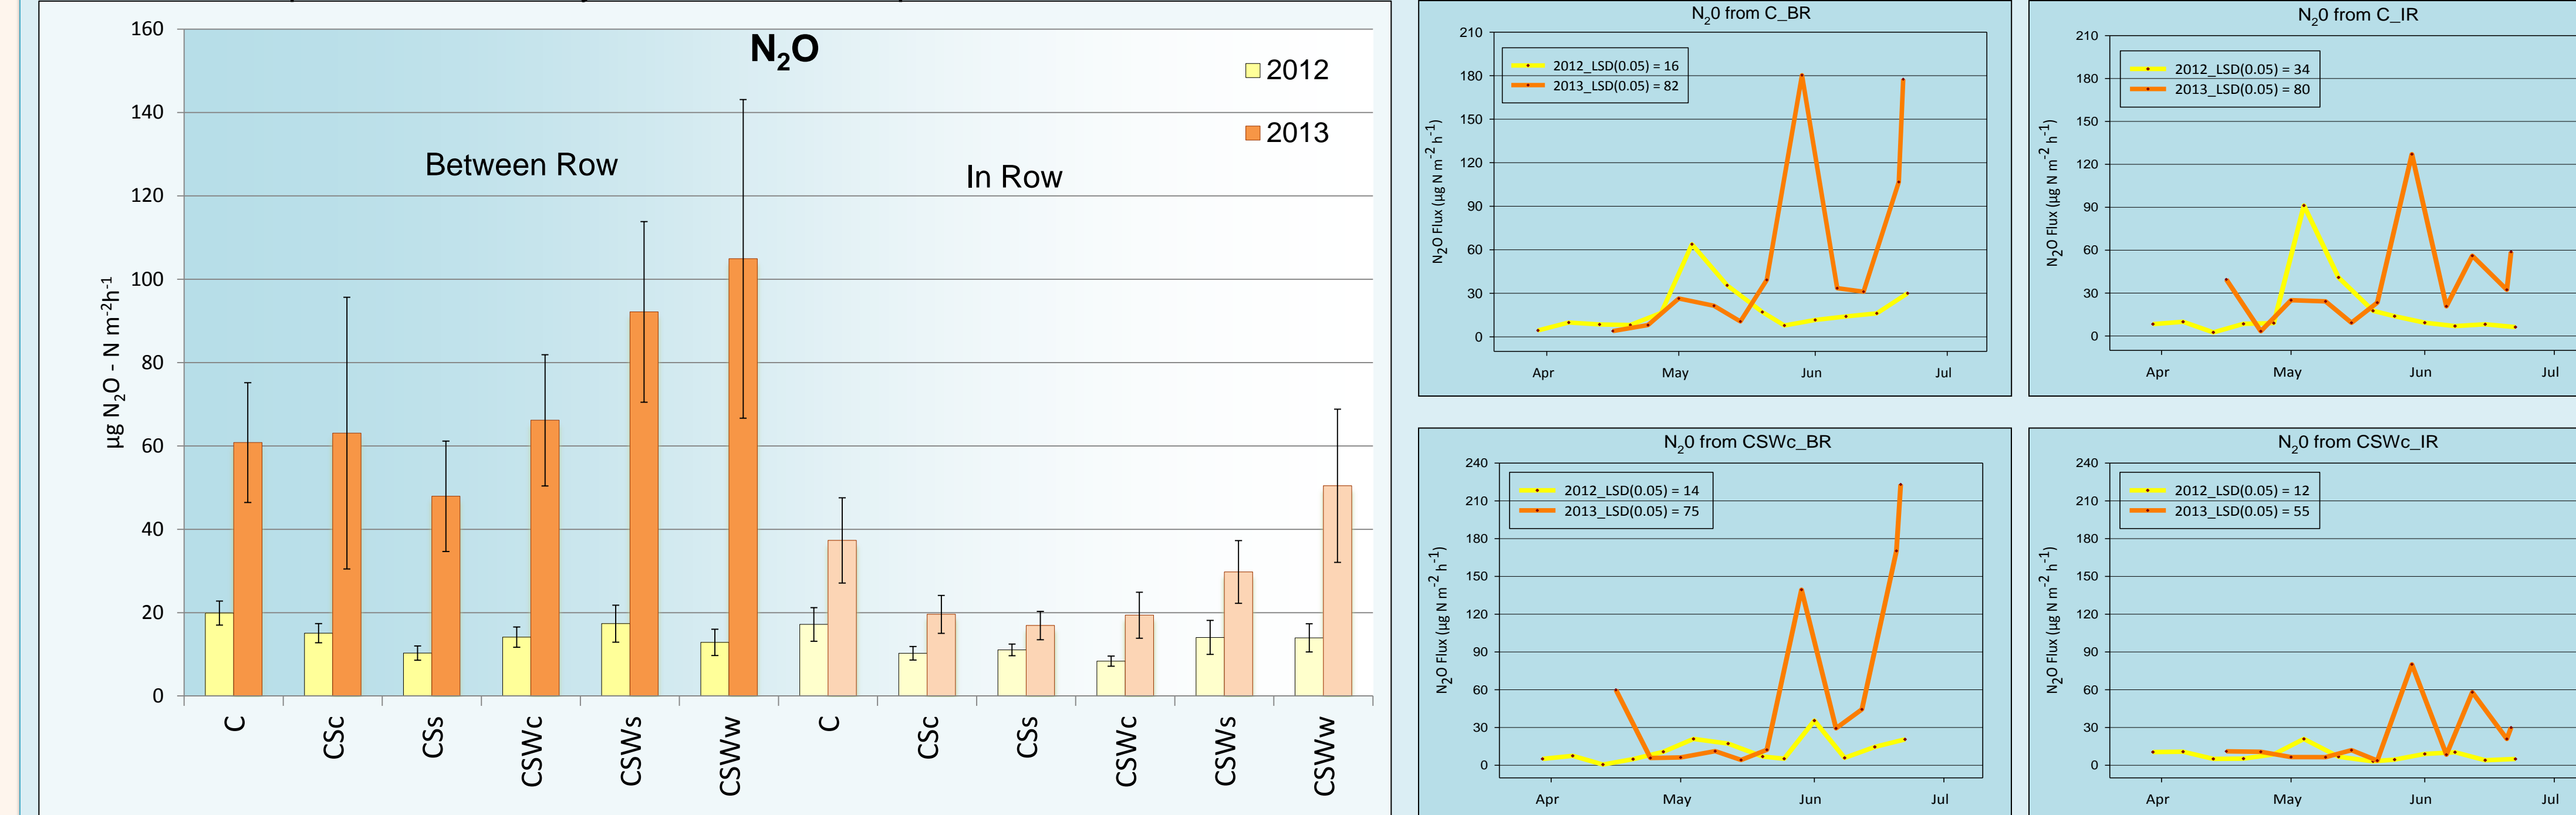 N₂O
2012
2013
Between Row
In Row
160
140
120
100
80
60
40
20
0
µg N₂O - N m⁻²h⁻¹
C
CSc
CSs
CSWc
CSWs
CSWw
C
CSc
CSs
CSWc
CSWs
CSWw
N₂0 from C_BR
2012_LSD(0.05) = 16
2013_LSD(0.05) = 82
210
180
150
120
90
60
30
0
N₂O Flux (µg N m⁻² h⁻¹)
Apr May Jun Jul
N₂0 from C_IR
2012_LSD(0.05) = 34
2013_LSD(0.05) = 80
210
180
150
120
90
60
30
0
N₂O Flux (µg N m⁻² h⁻¹)
Apr May Jun Jul
N₂0 from CSWc_BR
2012_LSD(0.05) = 14
2013_LSD(0.05) = 75
240
210
180
150
120
90
60
30
0
N₂O Flux (µg N m⁻² h⁻¹)
Apr May Jun Jul
N₂0 from CSWc_IR
2012_LSD(0.05) = 12
2013_LSD(0.05) = 55
240
210
180
150
120
90
60
30
0
N₂O Flux (µg N m⁻² h⁻¹)
Apr May Jun Jul